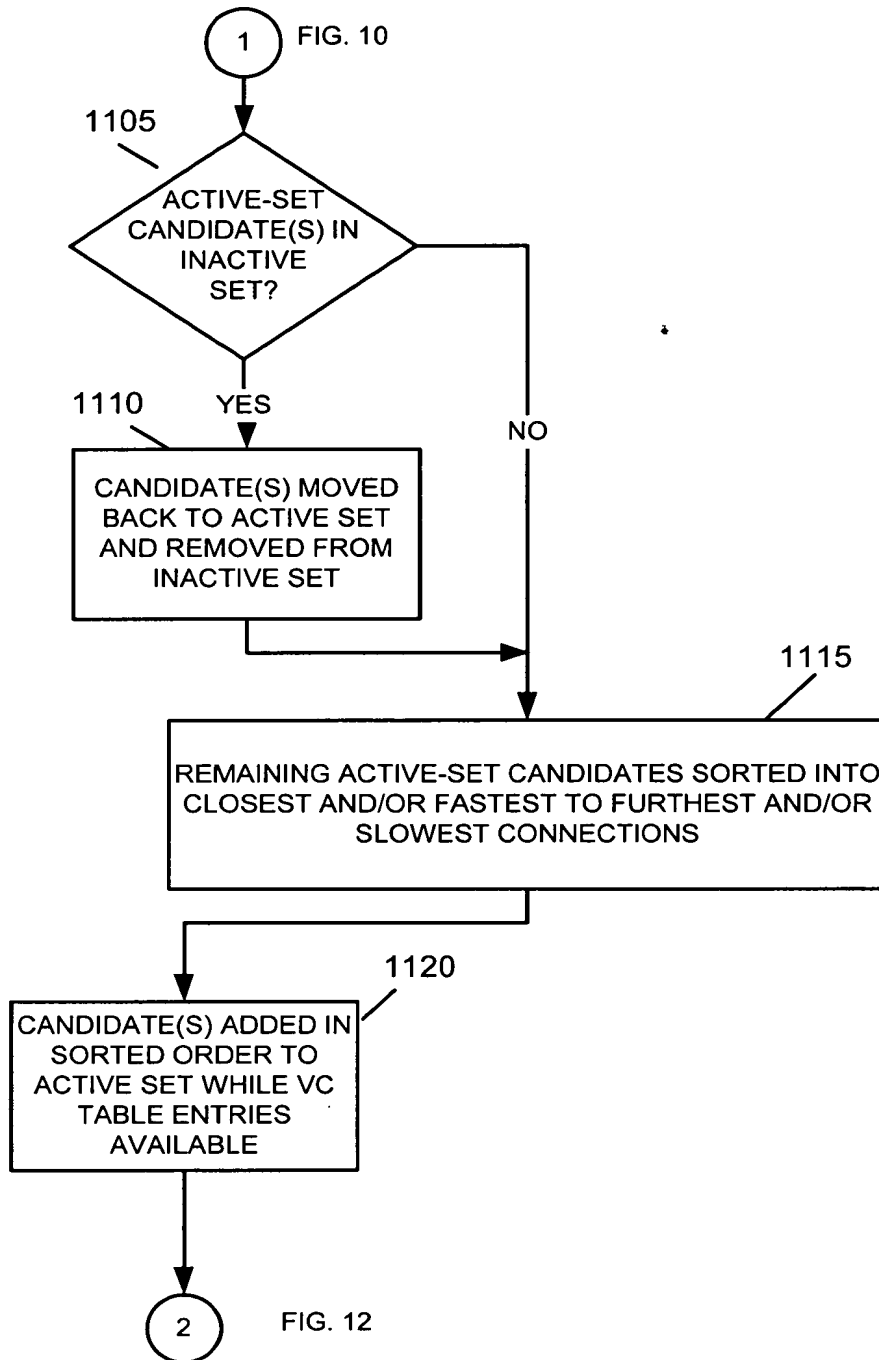 1
FIG. 10
1105
ACTIVE-SET
CANDIDATE(S) IN
INACTIVE
SET?
YES
NO
1110
CANDIDATE(S) MOVED
BACK TO ACTIVE SET
AND REMOVED FROM
INACTIVE SET
1115
REMAINING ACTIVE-SET CANDIDATES SORTED INTO
CLOSEST AND/OR FASTEST TO FURTHEST AND/OR
SLOWEST CONNECTIONS
1120
CANDIDATE(S) ADDED IN
SORTED ORDER TO
ACTIVE SET WHILE VC
TABLE ENTRIES
AVAILABLE
2
FIG. 12